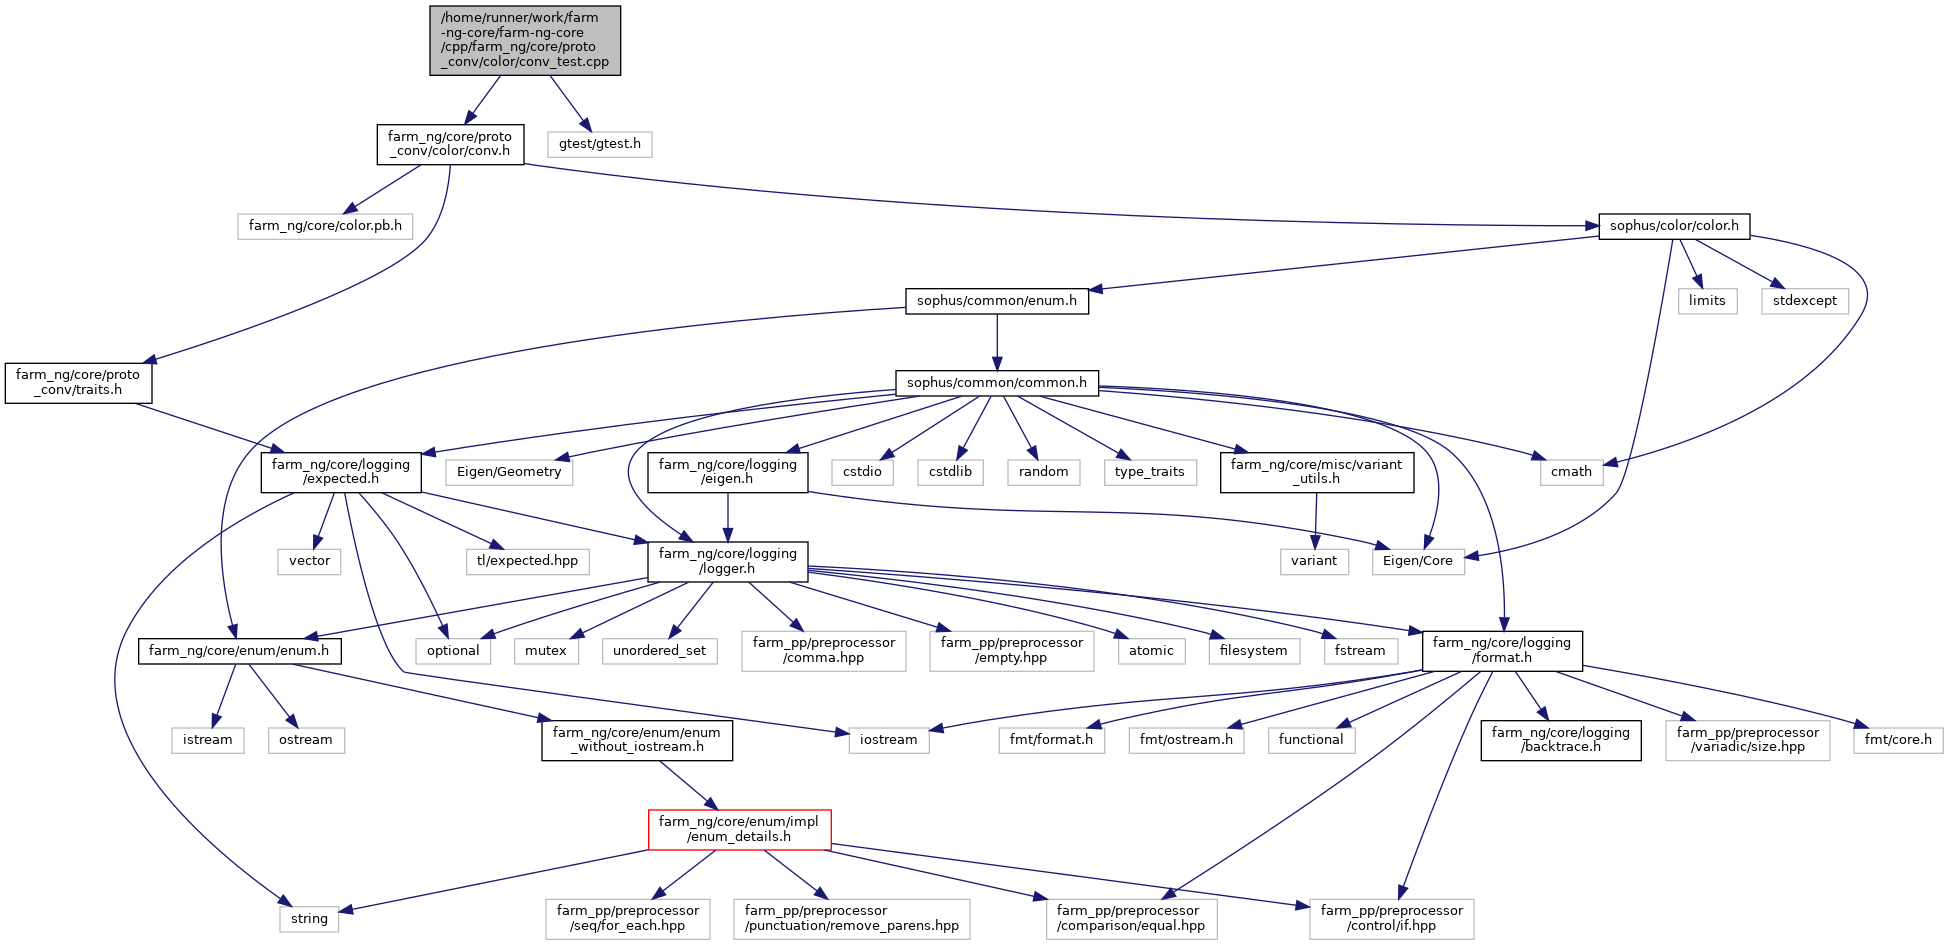 /home/runner/work/farm
-ng-core/farm-ng-core
/cpp/farm_ng/core/proto
_conv/color/conv_test.cpp
farm_ng/core/proto
_conv/color/conv.h
gtest/gtest.h
farm_ng/core/color.pb.h
sophus/color/color.h
sophus/common/enum.h
limits
stdexcept
farm_ng/core/proto
_conv/traits.h
sophus/common/common.h
farm_ng/core/logging
/expected.h
Eigen/Geometry
farm_ng/core/logging
/eigen.h
cstdio
cstdlib
random
type_traits
farm_ng/core/misc/variant
_utils.h
cmath
vector
tl/expected.hpp
farm_ng/core/logging
/logger.h
variant
Eigen/Core
farm_ng/core/enum/enum.h
optional
mutex
unordered_set
farm_pp/preprocessor
/comma.hpp
farm_pp/preprocessor
/empty.hpp
atomic
filesystem
fstream
farm_ng/core/logging
/format.h
istream
ostream
farm_ng/core/enum/enum
_without_iostream.h
iostream
fmt/format.h
fmt/ostream.h
functional
farm_ng/core/logging
/backtrace.h
farm_pp/preprocessor
/variadic/size.hpp
fmt/core.h
farm_ng/core/enum/impl
/enum_details.h
string
farm_pp/preprocessor
/seq/for_each.hpp
farm_pp/preprocessor
/punctuation/remove_parens.hpp
farm_pp/preprocessor
/comparison/equal.hpp
farm_pp/preprocessor
/control/if.hpp